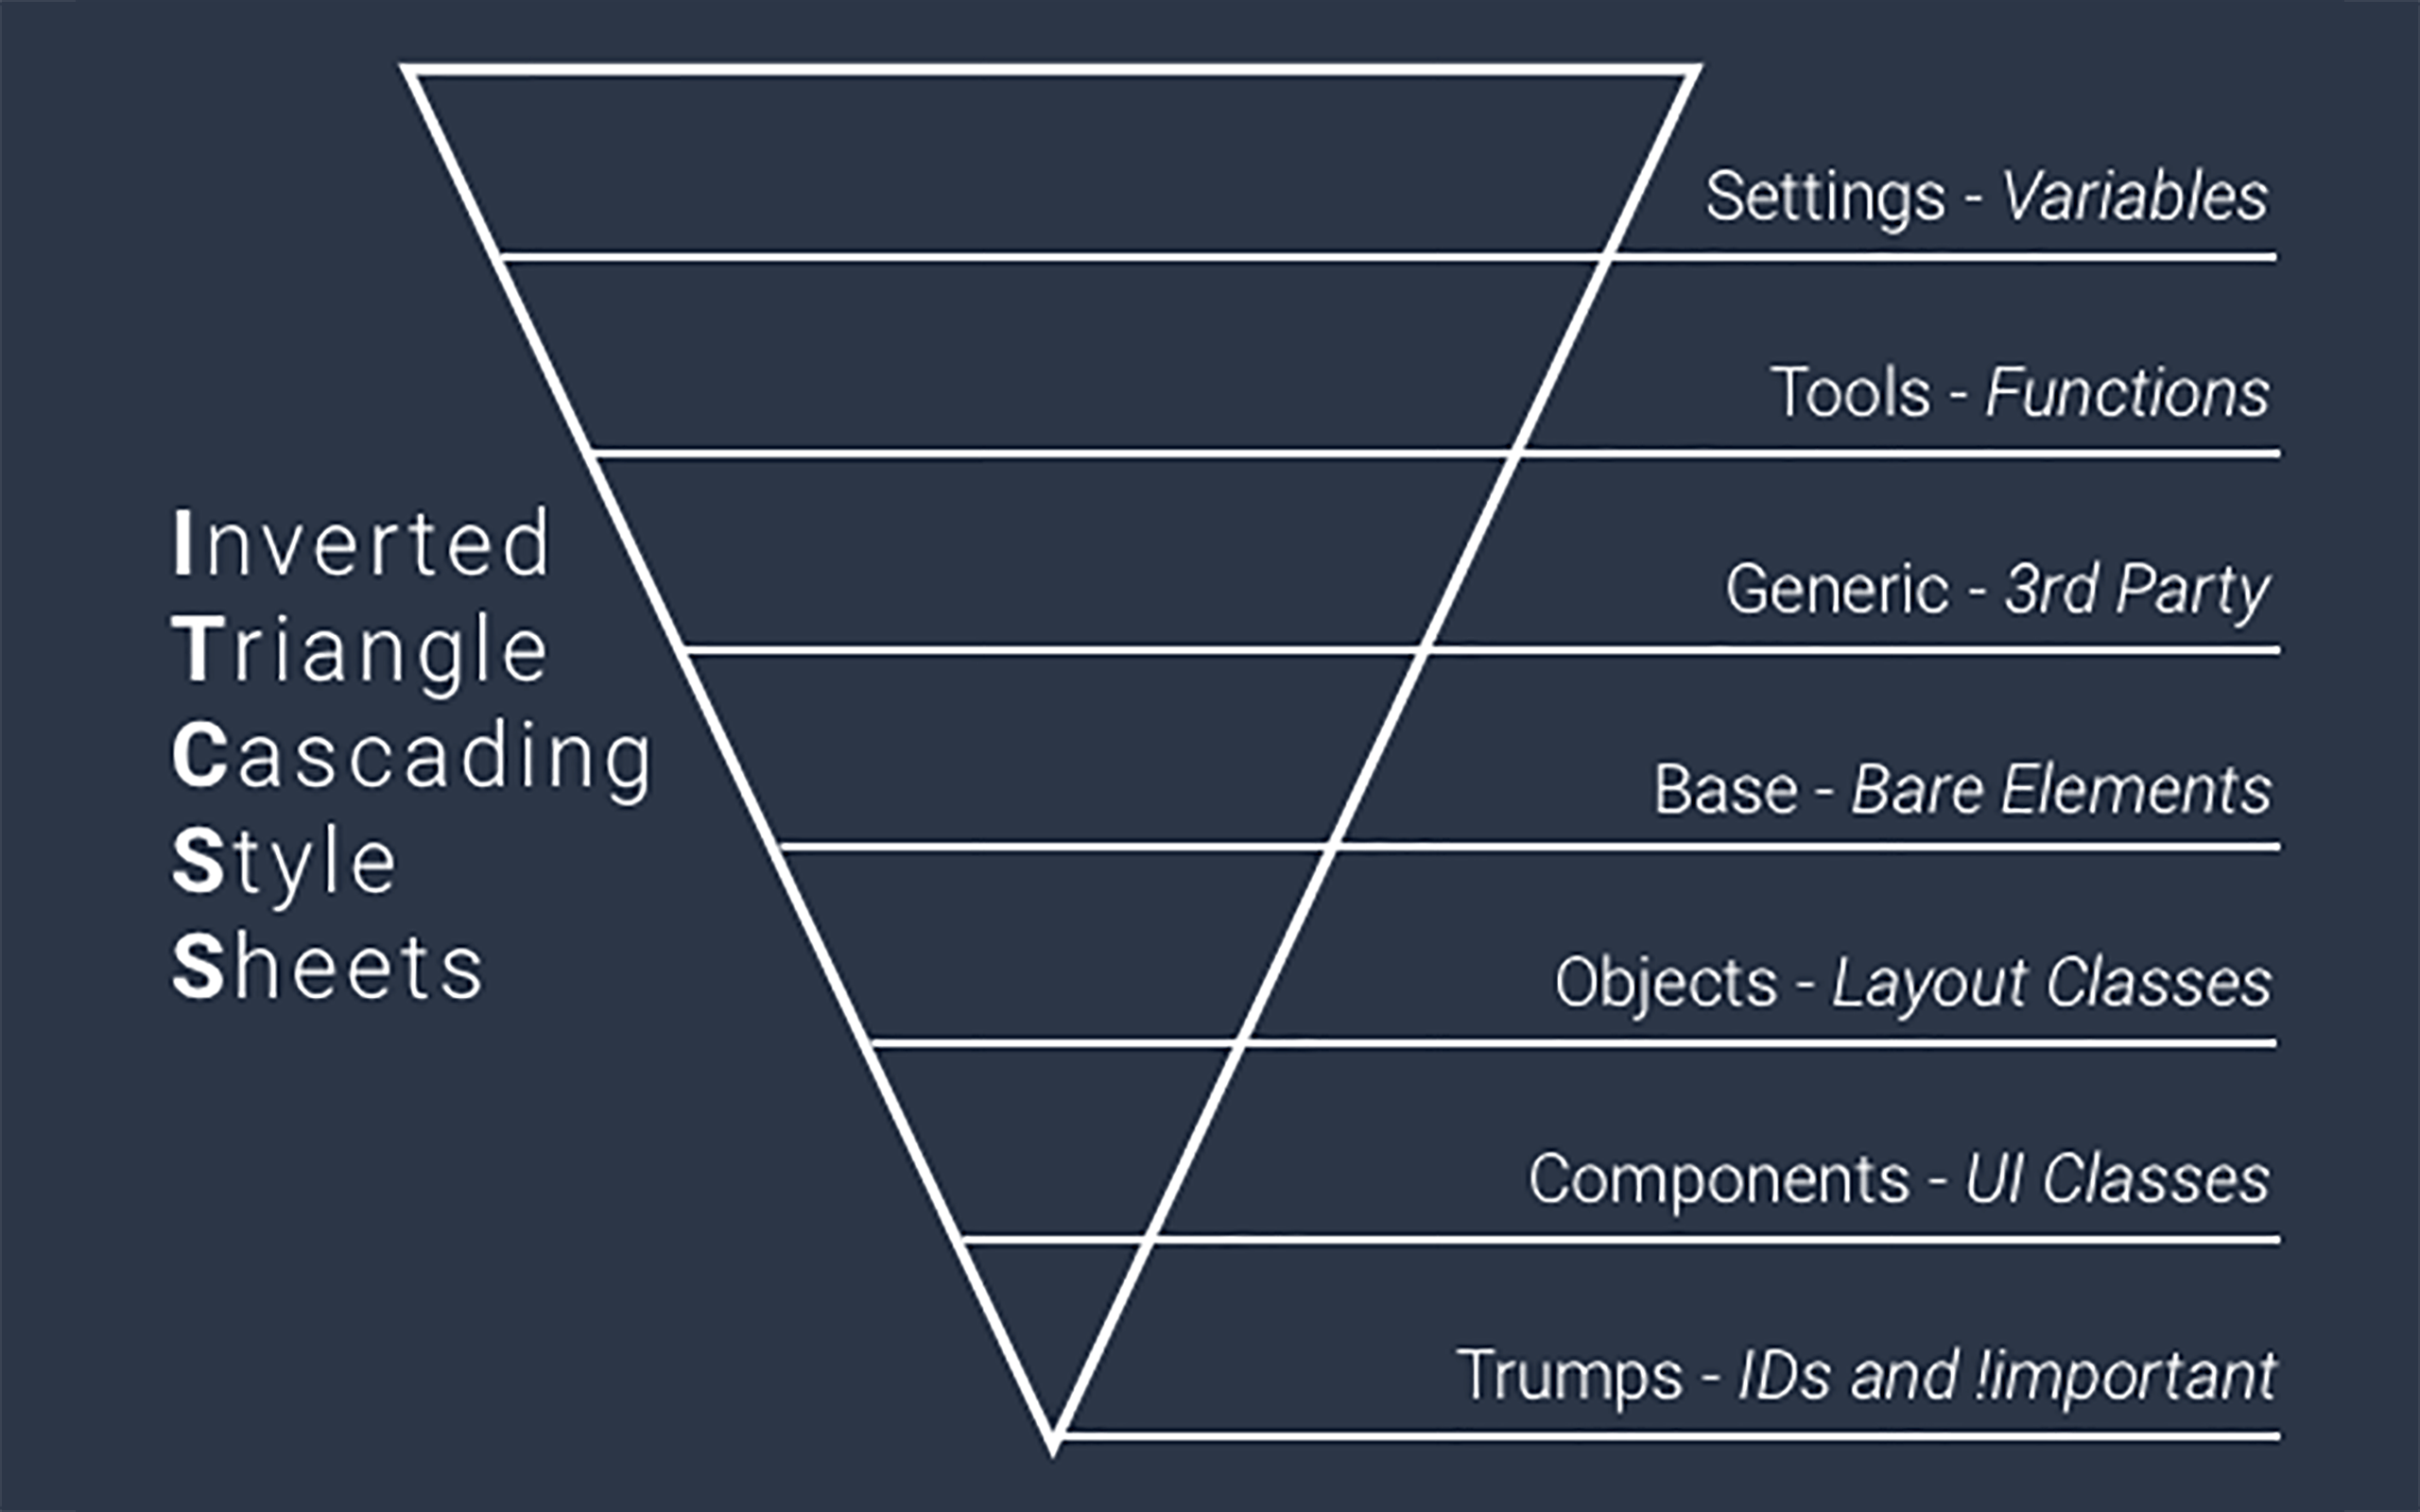 Settings - Variables
Tools - Functions
Generic - 3rd Party
Base - Bare Elements
Objects - Layout Classes
Components - UI Classes
Trumps - IDs and !important
Inverted
Triangle
Cascading
Style
Sheets